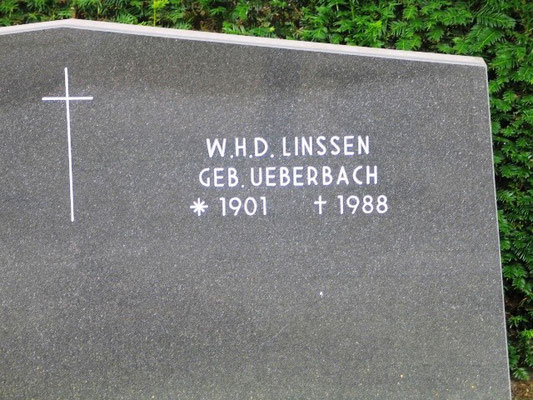 W.H.D. LINSSEN
GEB. UEBERBACH
* 1901 † 1988